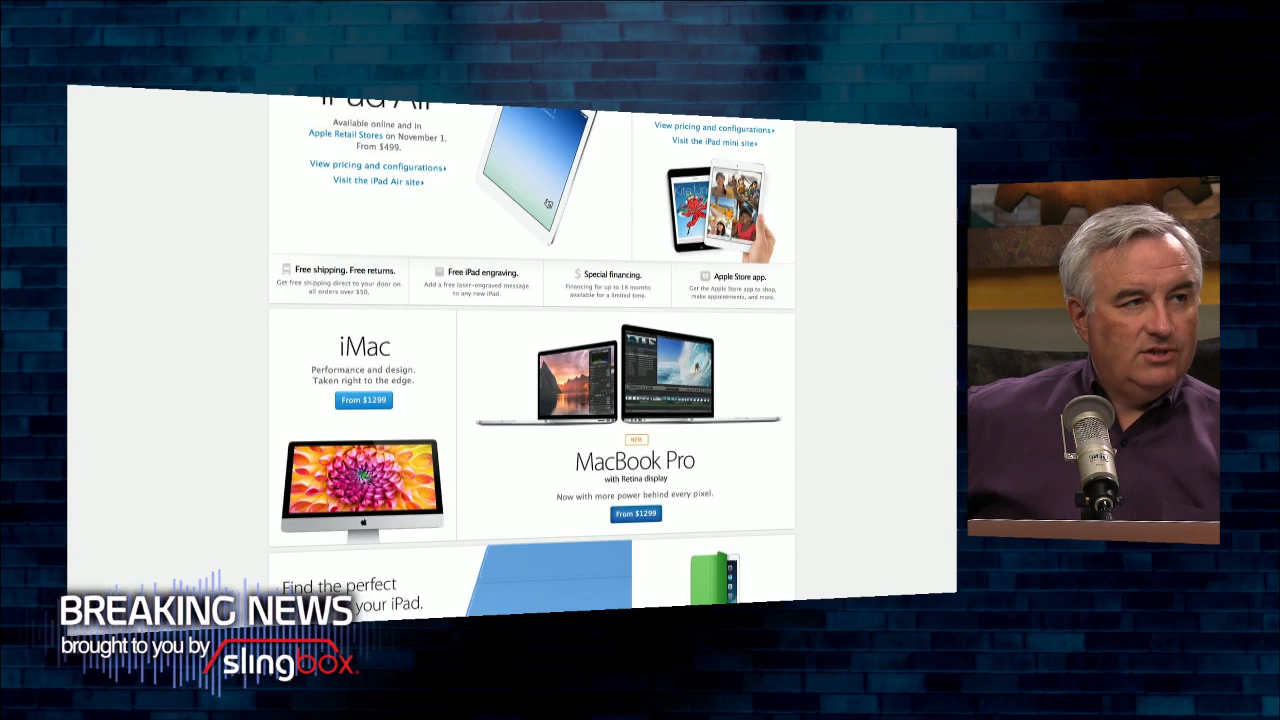 iPad Air
Available online and in
Apple Retail Stores on November 1.
From $499.
View pricing and configurations
Visit the iPad Air site
View pricing and configurations
Visit the iPad mini site
Free shipping. Free returns.
Get free shipping direct to your door on
all orders over $50.
Free iPad engraving.
Add a free laser-engraved message
to any new iPad.
Special financing.
Financing for up to 18 months
available for a limited time.
Apple Store app.
Get the Apple Store app to shop,
make appointments, and more.
iMac
Performance and design.
Taken right to the edge.
From $1299
NEW
MacBook Pro
with Retina display
Now with more power behind every pixel.
From $1299
Find the perfect
your iPad.
BREAKING NEWS
brought to you by
slingbox.